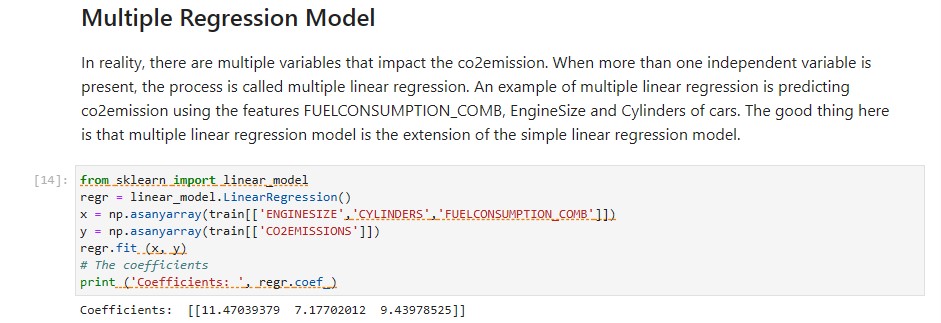 Multiple Regression Model
In reality, there are multiple variables that impact the co2emission. When more than one independent variable is
present, the process is called multiple linear regression. An example of multiple linear regression is predicting
co2emission using the features FUELCONSUMPTION_COMB, EngineSize and Cylinders of cars. The good thing here
is that multiple linear regression model is the extension of the simple linear regression model.
[14]: from sklearn import linear_model
regr = linear_model.LinearRegression()
x = np.asanyarray(train[['ENGINESIZE','CYLINDERS','FUELCONSUMPTION_COMB']])
y = np.asanyarray(train[['CO2EMISSIONS']])
regr.fit (x, y)
# The coefficients
print ('Coefficients: ', regr.coef_)
Coefficients:  [[11.47039379  7.17702012  9.43978525]]